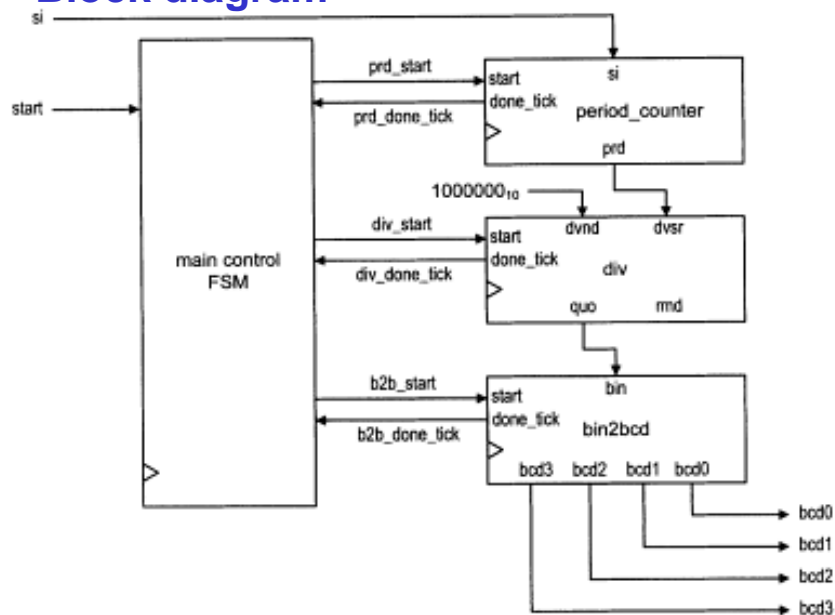 Block diagram
si
prd_start
start
si
start
prd_done_tick
done_tick
period_counter
prd
1000000₁₀
div_start
start
dvnd
dvsr
main control
FSM
div_done_tick
done_tick
div
quo
rmd
b2b_start
start
bin
b2b_done_tick
done_tick
bin2bcd
bcd3 bcd2 bcd1 bcd0
bcd0
bcd1
bcd2
bcd3